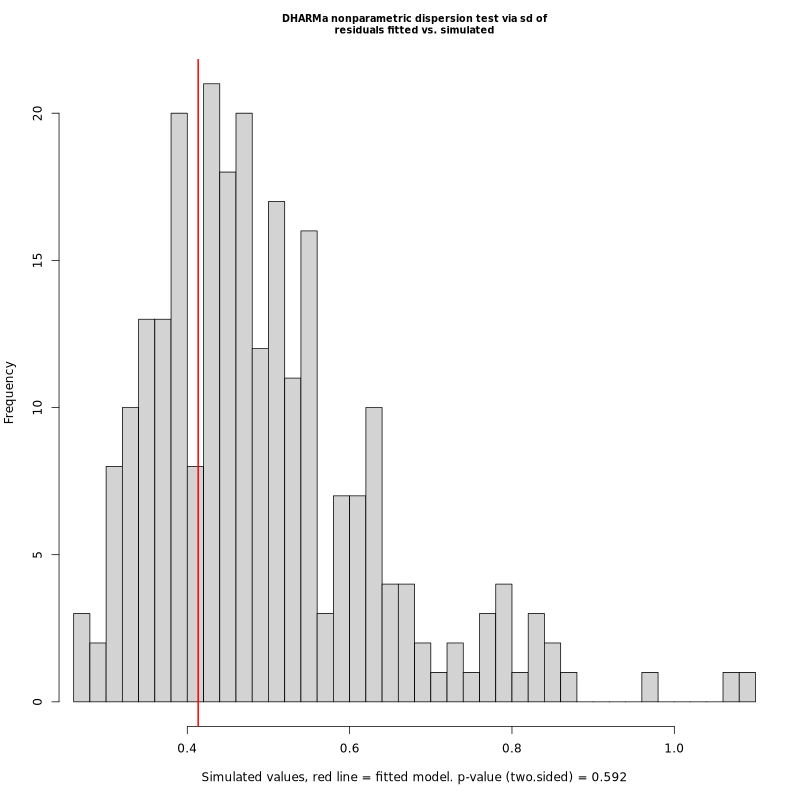 DHARMa nonparametric dispersion test via sd of
residuals fitted vs. simulated
Frequency
20
15
10
5
0
0.4 0.6 0.8 1.0
Simulated values, red line = fitted model. p-value (two.sided) = 0.592